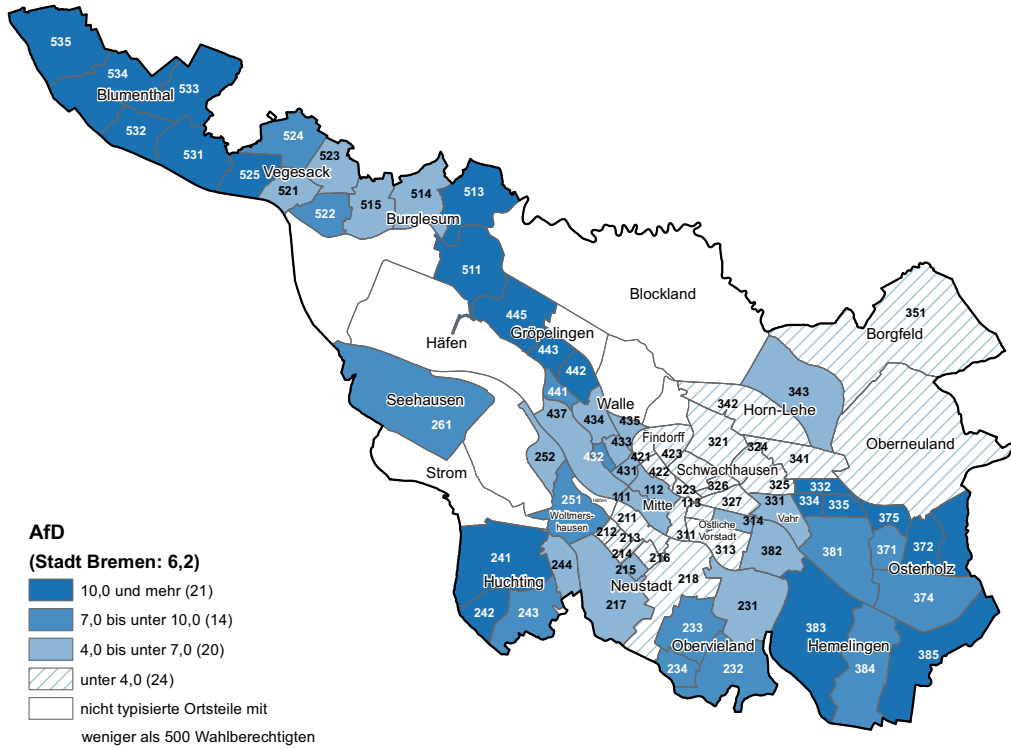 535
534
Blumenthal
533
532
531
524
523
525
Vegesack
521
522
515
514
Burglesum
513
511
Blockland
445
Gröpelingen
Häfen
443
442
441
351
Borgfeld
Seehausen
261
437
Walle
434
435
343
342
Horn-Lehe
Findorff
321
324
Oberneuland
433
432
421
423
341
252
431
422
Schwachhausen
Strom
326
325
332
251
Woltmers-
hausen
Häfen
111
112
Mitte
323
113
327
331
334
335
211
212
213
311
Östliche
Vorstadt
314
Vahr
375
241
Huchting
244
214
216
215
313
382
381
371
372
Osterholz
Neustadt
218
374
242
243
217
231
233
Obervieland
383
Hemelingen
385
234
232
384
AfD
(Stadt Bremen: 6,2)
10,0 und mehr (21)
7,0 bis unter 10,0 (14)
4,0 bis unter 7,0 (20)
unter 4,0 (24)
nicht typisierte Ortsteile mit
weniger als 500 Wahlberechtigten